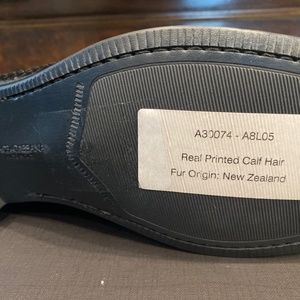 A30074 - A8L05
Real Printed Calf Hair
Fur Origin: New Zealand